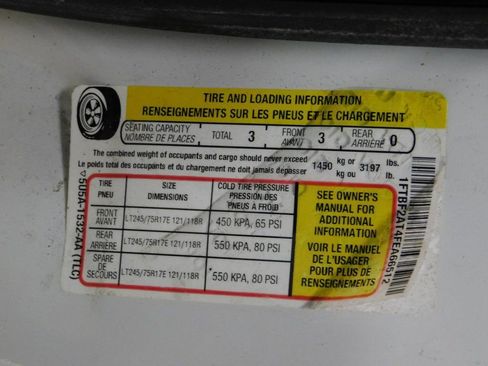 TIRE AND LOADING INFORMATION
RENSEIGNEMENTS SUR LES PNEUS ET LE CHARGEMENT
SEATING CAPACITY
NOMBRE DE PLACES
TOTAL 3
FRONT
AVANT 3
REAR
ARRIÈRE 0
The combined weight of occupants and cargo should never exceed 1450 kg or 3197 lbs.
Le poids total des occupants et du chargement ne doit jamais dépasser kg ou lb.
TIRE
PNEU
SIZE
DIMENSIONS
COLD TIRE PRESSURE
PRESSION DES
PNEUS À FROID
FRONT
AVANT
LT245/75R17E 121/118R
450 KPA, 65 PSI
REAR
ARRIÈRE
LT245/75R17E 121/118R
550 KPA, 80 PSI
SPARE
DE
SECOURS
LT245/75R17E 121/118R
550 KPA, 80 PSI
SEE OWNER'S
MANUAL FOR
ADDITIONAL
INFORMATION
VOIR LE MANUEL
DE L'USAGER
POUR PLUS DE
RENSEIGNEMENTS
1FTBF2AT4EEA66512